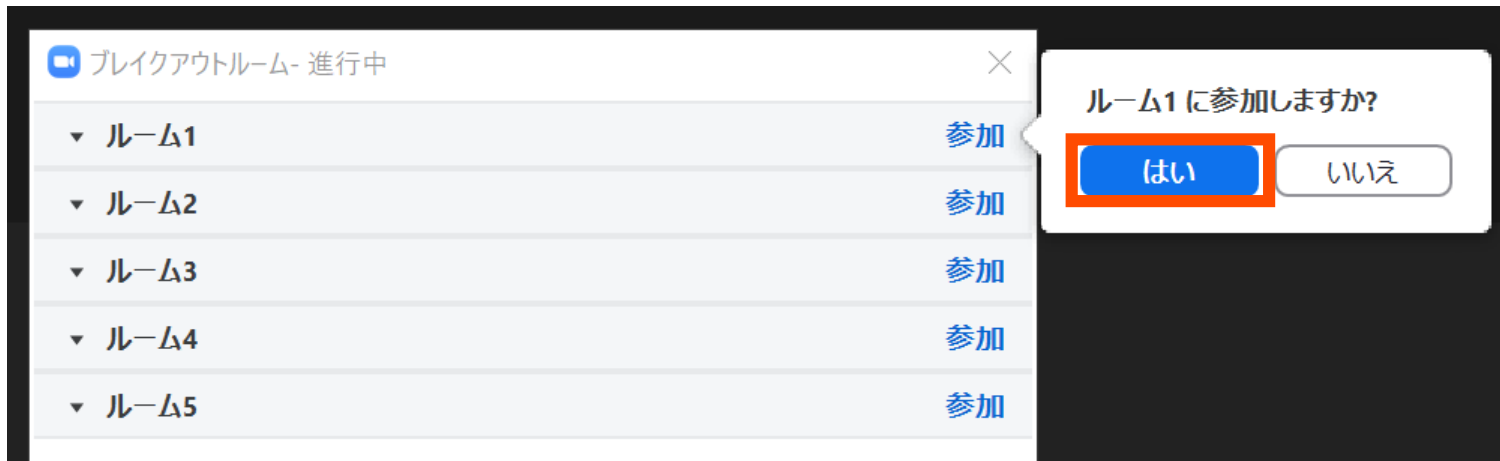 ブレイクアウトルーム- 進行中
ルーム1 参加
ルーム2 参加
ルーム3 参加
ルーム4 参加
ルーム5 参加
ルーム1 に参加しますか?
はい いいえ